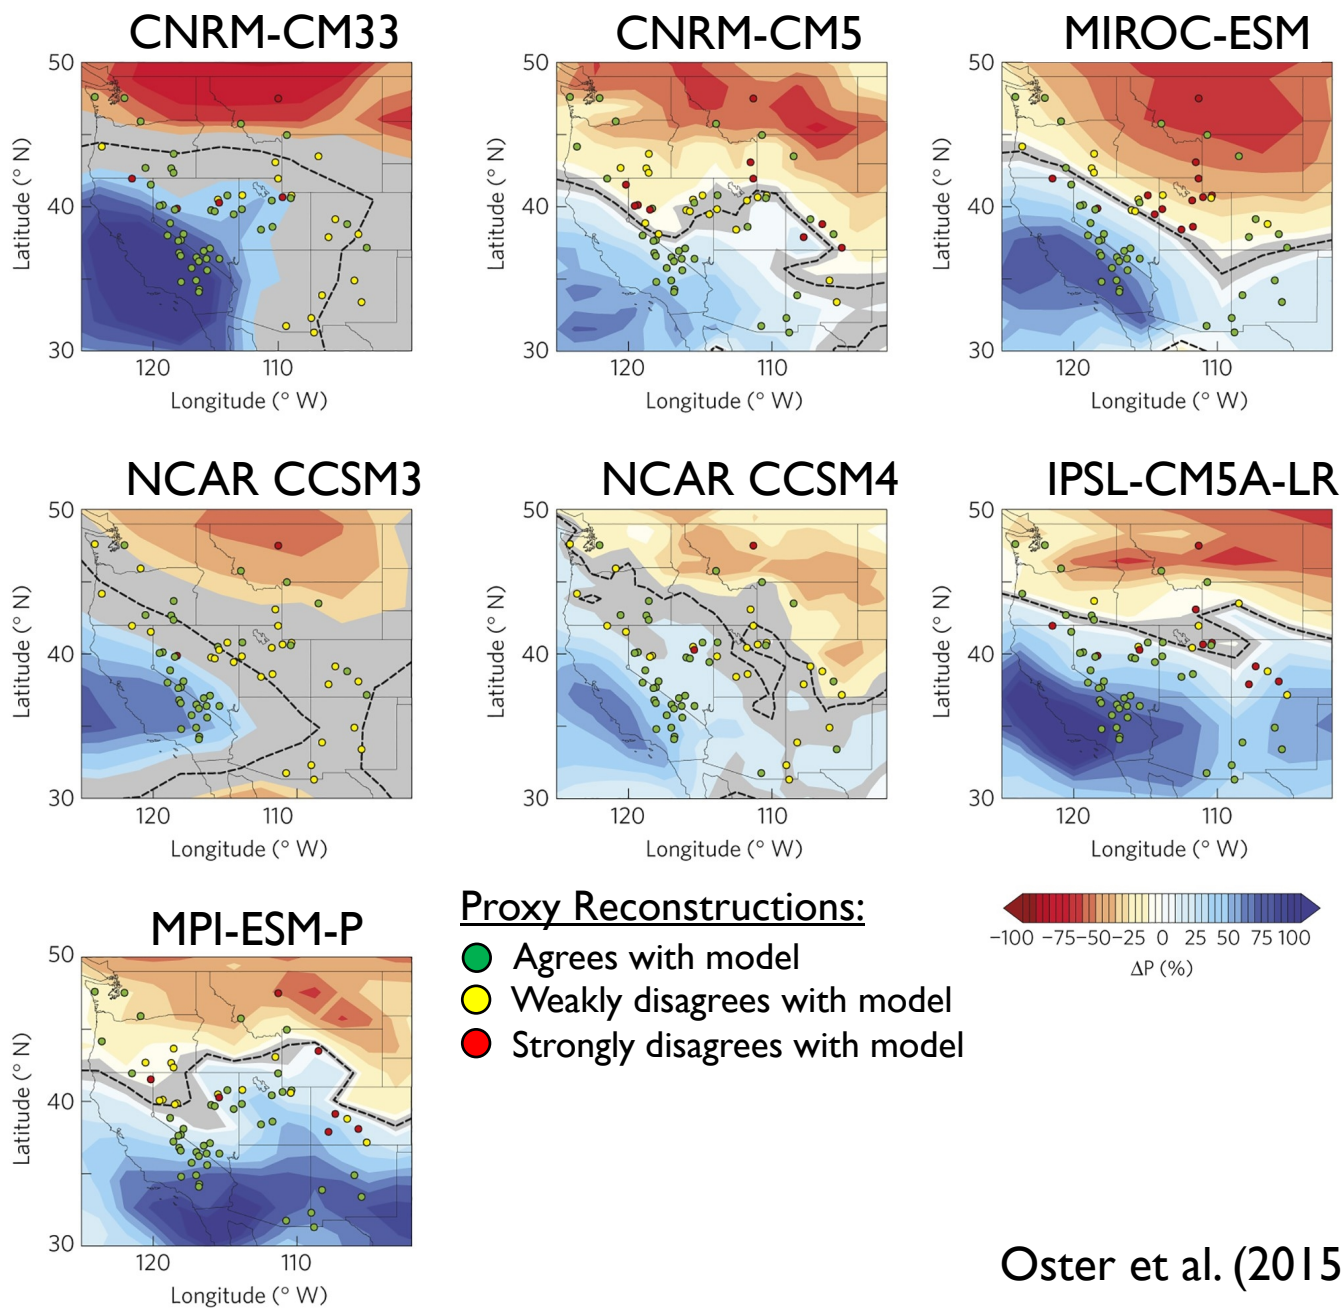 CNRM-CM33
CNRM-CM5
MIROC-ESM
50
40
30
Latitude (° N)
120
110
Longitude (° W)
50
40
30
Latitude (° N)
120
110
Longitude (° W)
50
40
30
Latitude (° N)
120
110
Longitude (° W)
NCAR CCSM3
NCAR CCSM4
IPSL-CM5A-LR
50
40
30
Latitude (° N)
120
110
Longitude (° W)
50
40
30
Latitude (° N)
120
110
Longitude (° W)
50
40
30
Latitude (° N)
120
110
Longitude (° W)
MPI-ESM-P
50
40
30
Latitude (° N)
120
110
Longitude (° W)
Proxy Reconstructions:
Agrees with model
Weakly disagrees with model
Strongly disagrees with model
−100 −75 −50 −25 0 25 50 75 100
ΔP (%)
Oster et al. (2015